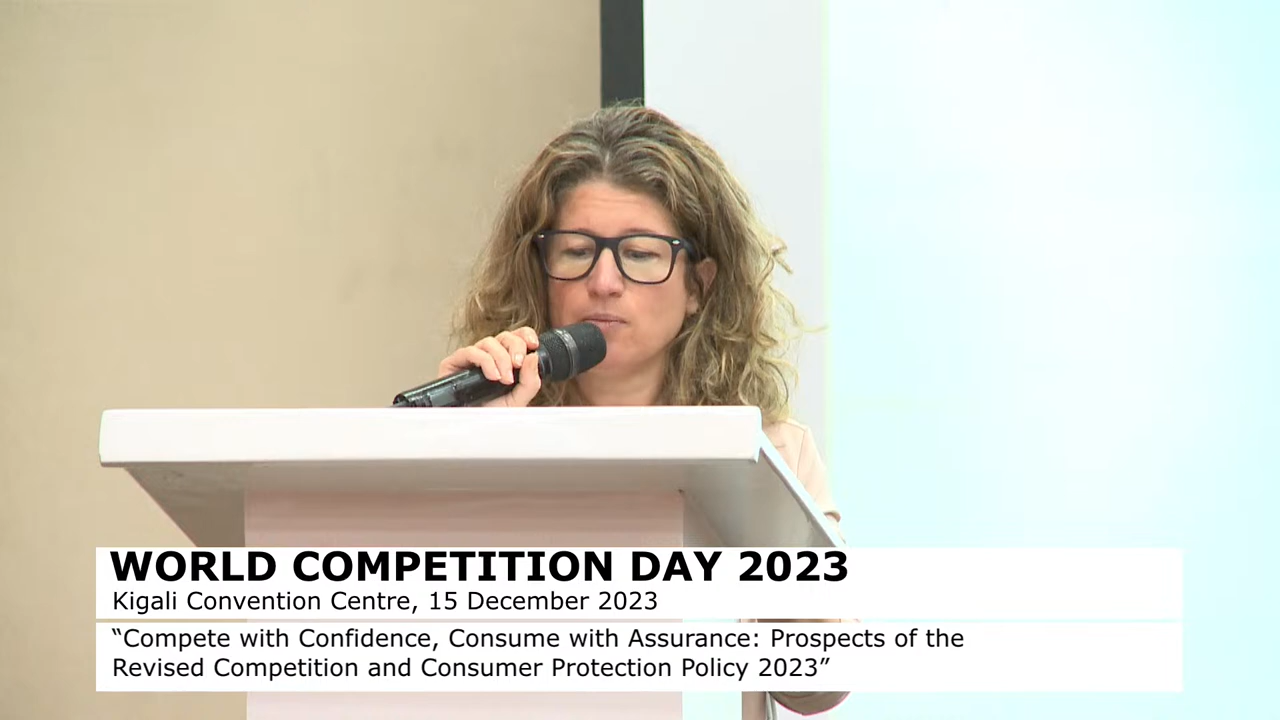 WORLD COMPETITION DAY 2023
Kigali Convention Centre, 15 December 2023
“Compete with Confidence, Consume with Assurance: Prospects of the
Revised Competition and Consumer Protection Policy 2023”